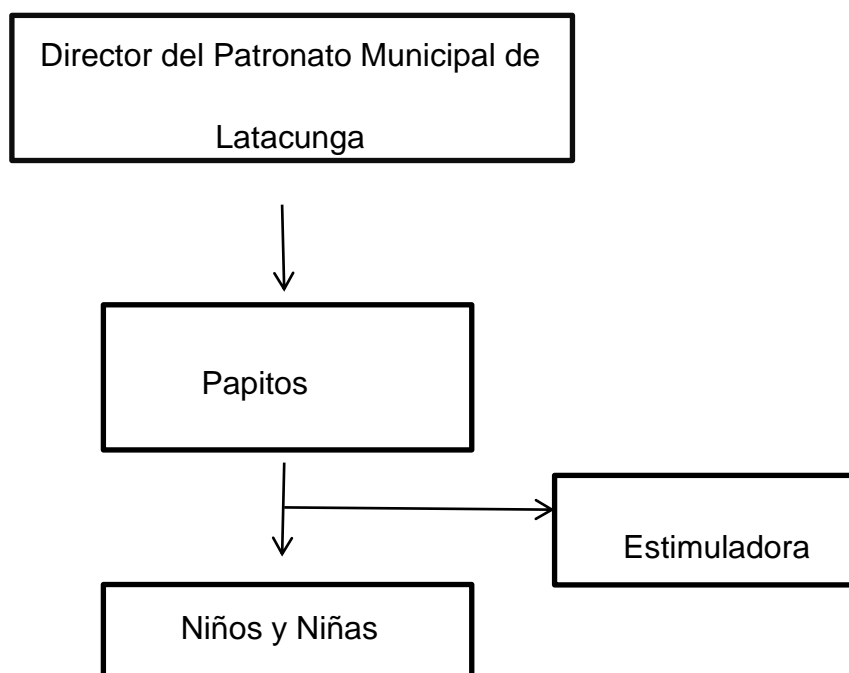 Director del Patronato Municipal de
Latacunga
Papitos
Estimuladora
Niños y Niñas